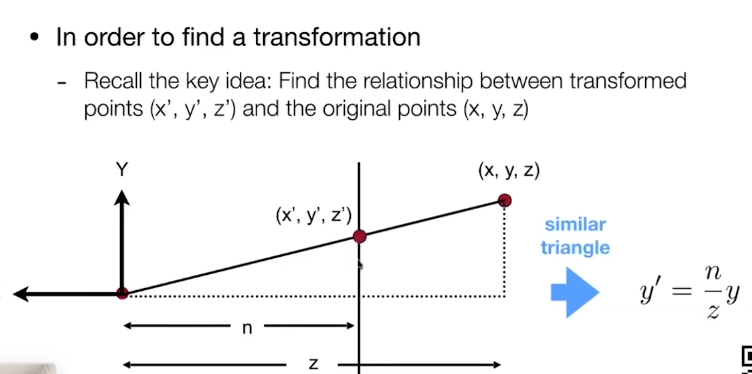 • In order to find a transformation
- Recall the key idea: Find the relationship between transformed
points (x’, y’, z’) and the original points (x, y, z)
Y
(x, y, z)
(x’, y’, z’)
similar
triangle
y′ = n/z y
n
z